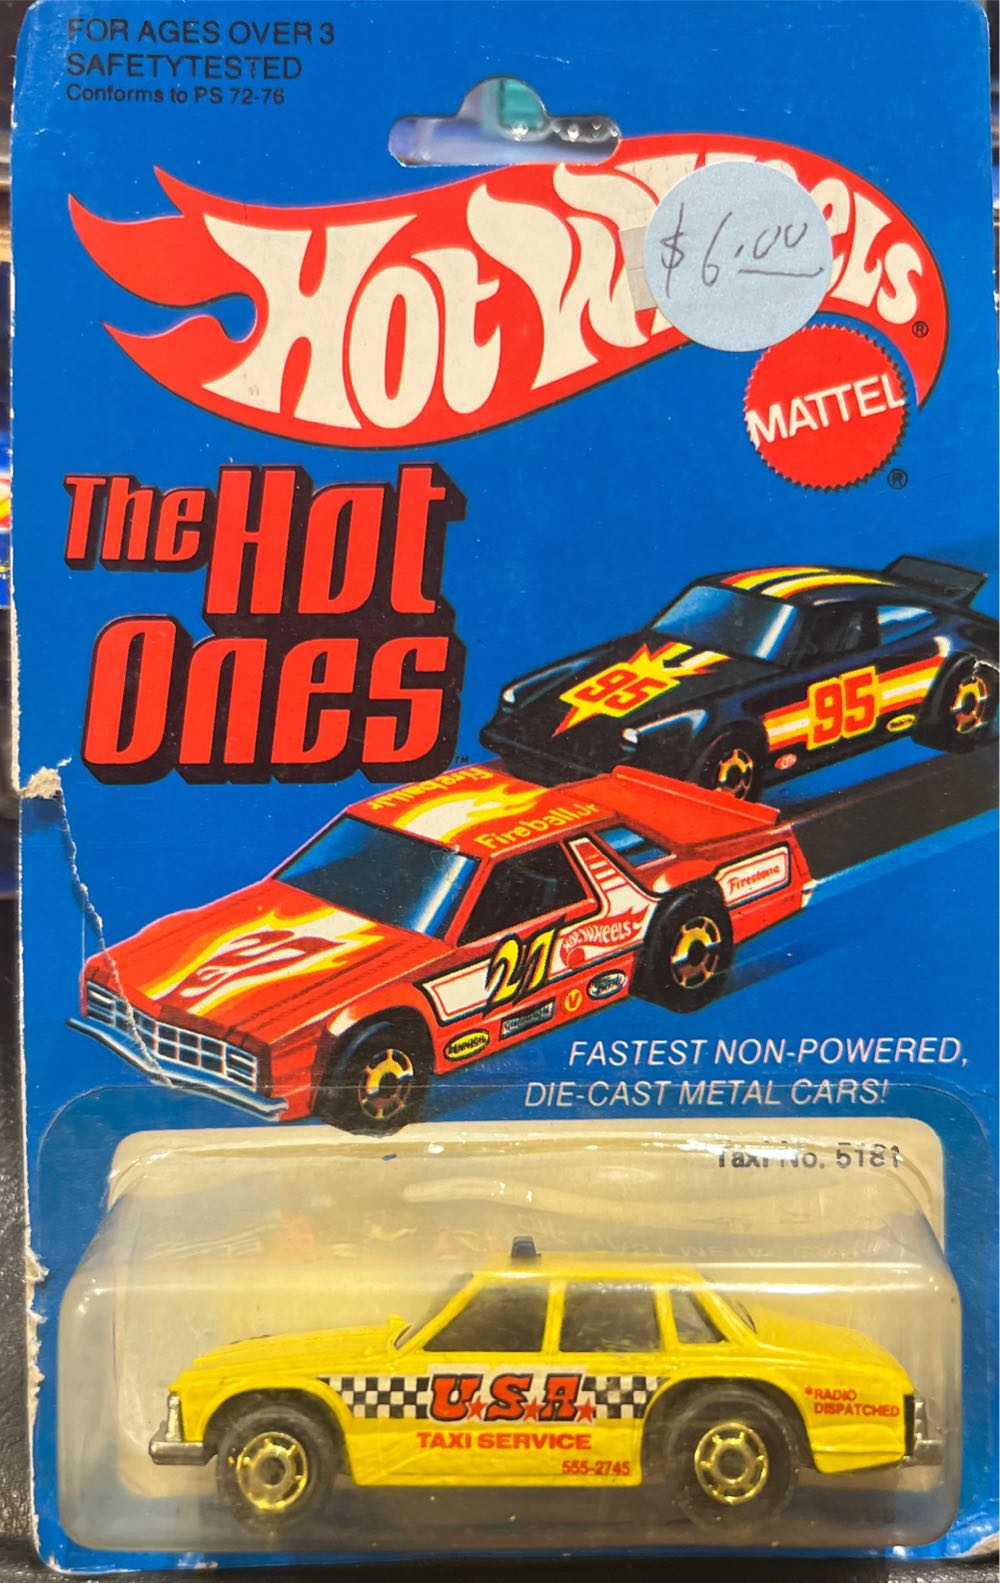 FOR AGES OVER 3
SAFETYTESTED
Conforms to PS 72-76
Hot Wheels ®
$6.00
MATTEL ®
The Hot
Ones ™
95
95
Fireball Jr
Fireball Jr
Firestone
27
27
HOT WHEELS
FASTEST NON-POWERED,
DIE-CAST METAL CARS!
Taxi No. 5181
U.S.A.
TAXI SERVICE
555-2745
*RADIO
DISPATCHED